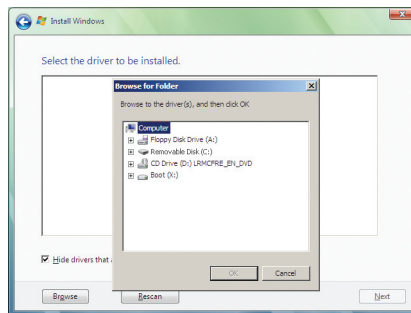 Install Windows
Select the driver to be installed.
Browse for Folder
Browse to the driver(s), and then click OK
Computer
Floppy Disk Drive (A:)
Removable Disk (C:)
CD Drive (D:) LRMCFRE_EN_DVD
Boot (X:)
OK
Cancel
Hide drivers that
Browse
Rescan
Next